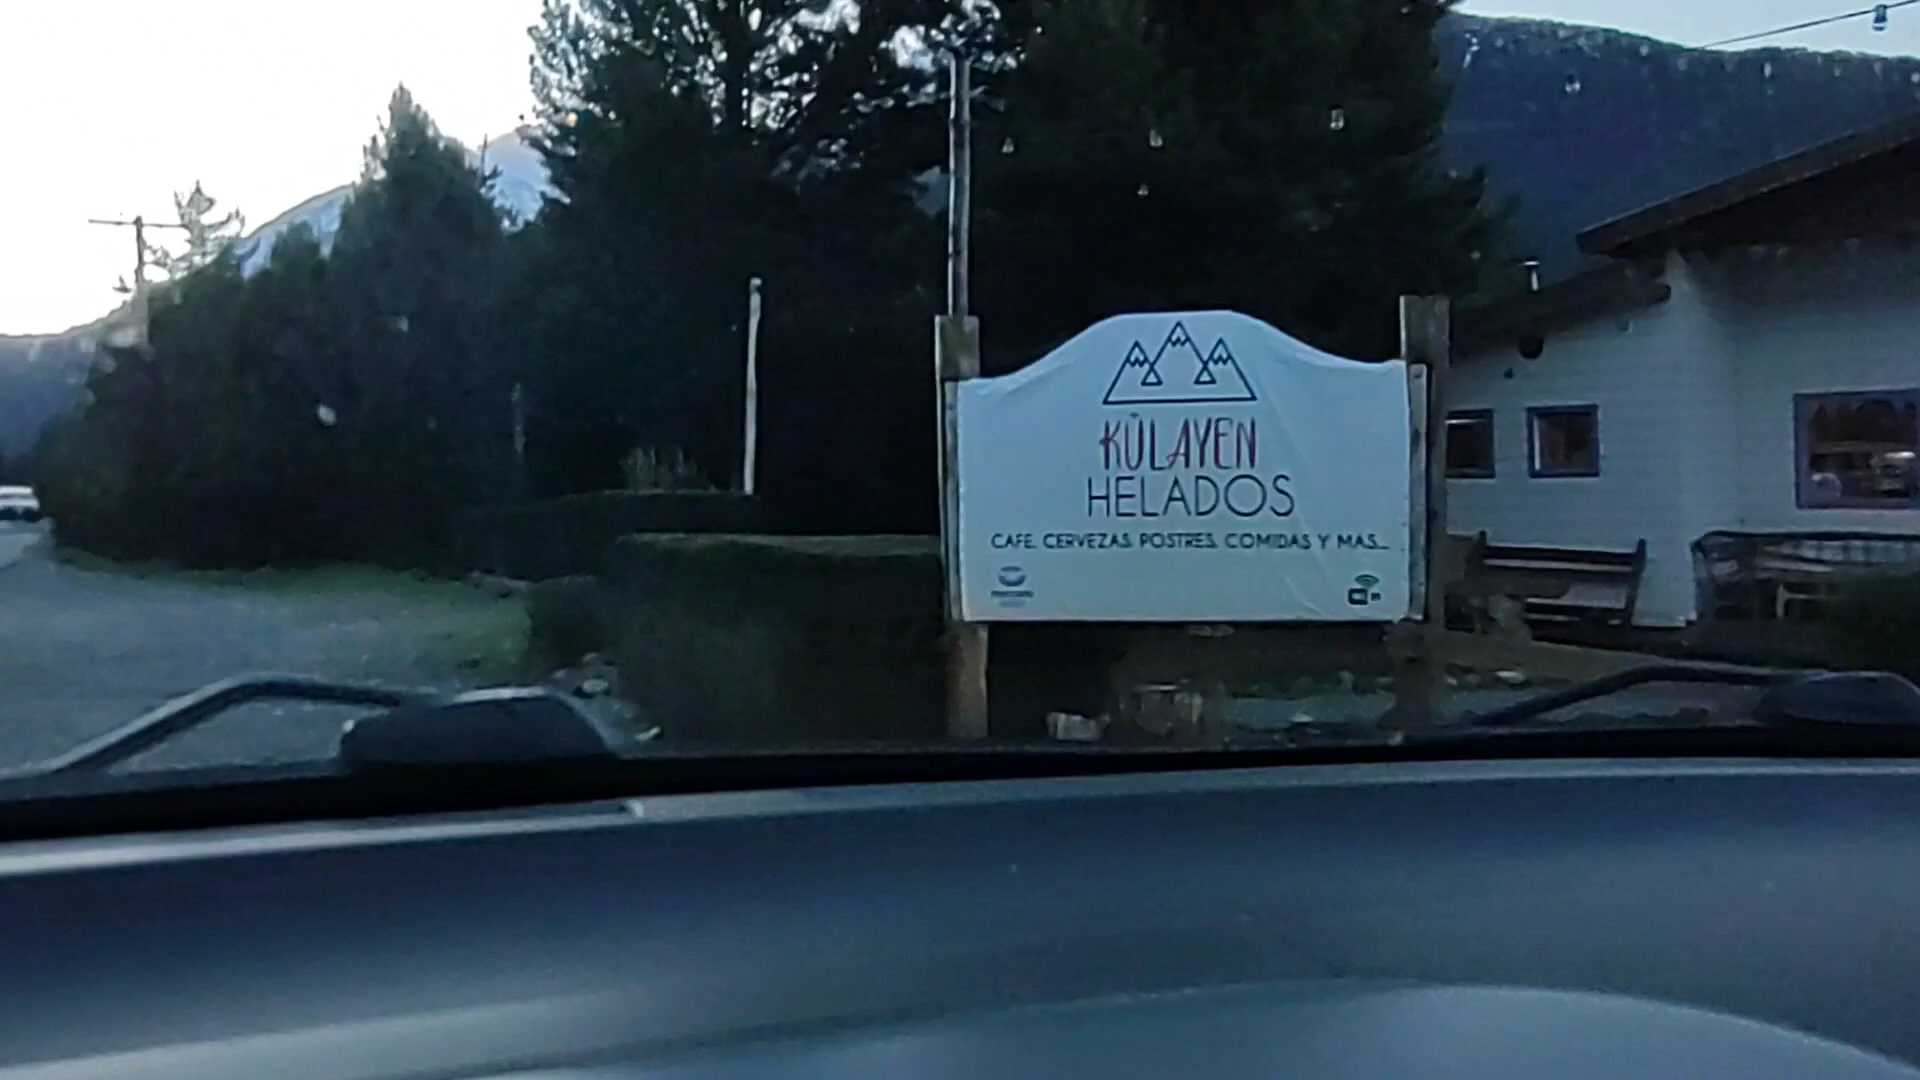 KÜLAYEN
HELADOS
CAFE, CERVEZAS, POSTRES, COMIDAS Y MAS...